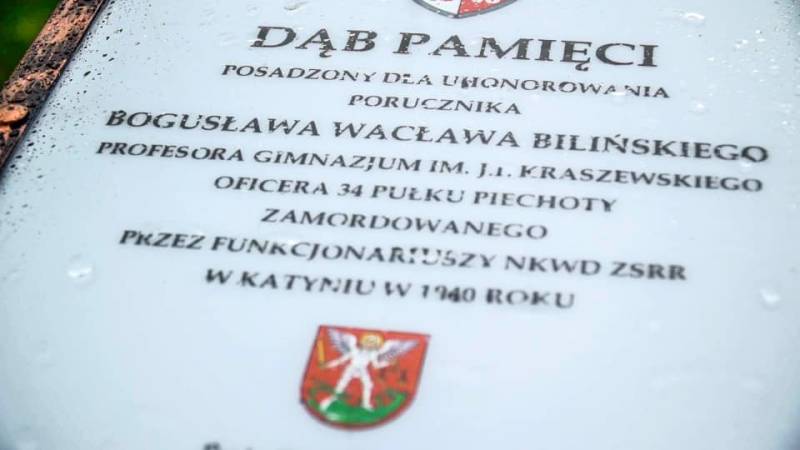 DĄB PAMIĘCI
POSADZONY DLA UHONOROWANIA
PORUCZNIKA
BOGUSŁAWA WACŁAWA BILIŃSKIEGO
PROFESORA GIMNAZJUM IM. J.I. KRASZEWSKIEGO
OFICERA 34 PUŁKU PIECHOTY
ZAMORDOWANEGO
PRZEZ FUNKCJONARIUSZY NKWD ZSRR
W KATYNIU W 1940 ROKU